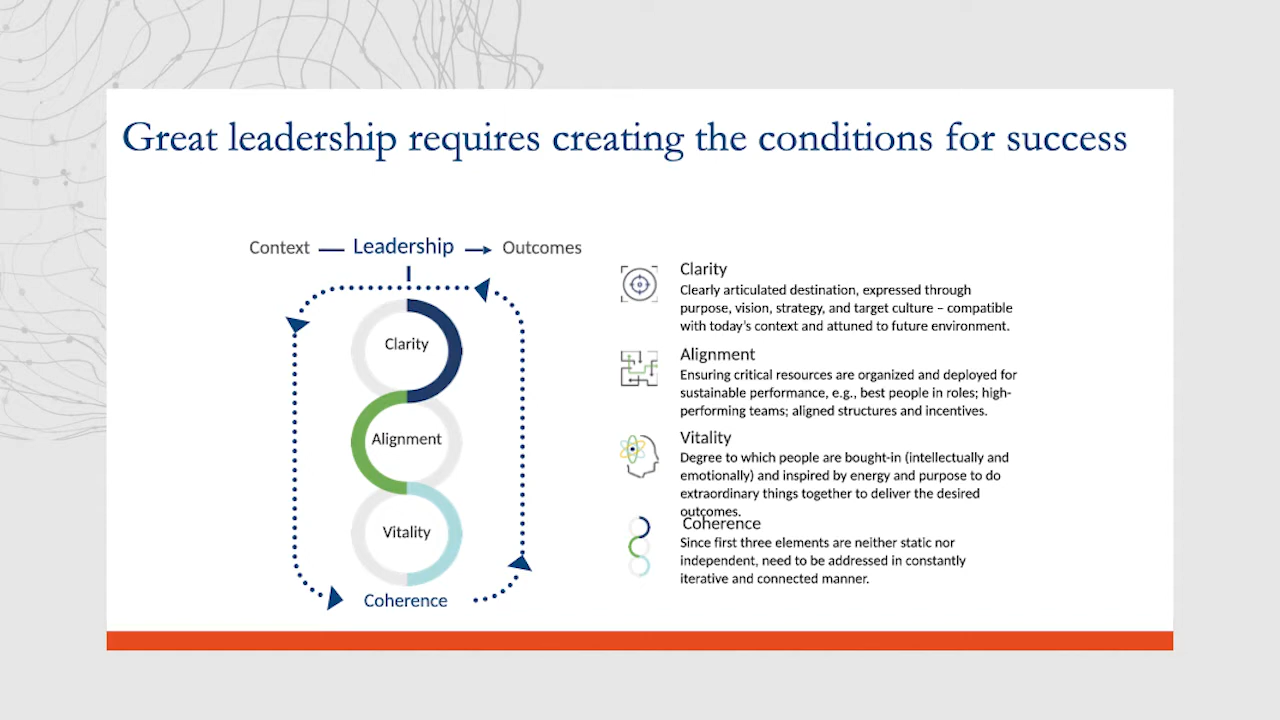 Great leadership requires creating the conditions for success
Context Leadership Outcomes
Clarity
Alignment
Vitality
Coherence
Clarity
Clearly articulated destination, expressed through
purpose, vision, strategy, and target culture – compatible
with today's context and attuned to future environment.
Alignment
Ensuring critical resources are organized and deployed for
sustainable performance, e.g., best people in roles; high-
performing teams; aligned structures and incentives.
Vitality
Degree to which people are bought-in (intellectually and
emotionally) and inspired by energy and purpose to do
extraordinary things together to deliver the desired
outcomes.
Coherence
Since first three elements are neither static nor
independent, need to be addressed in constantly
iterative and connected manner.